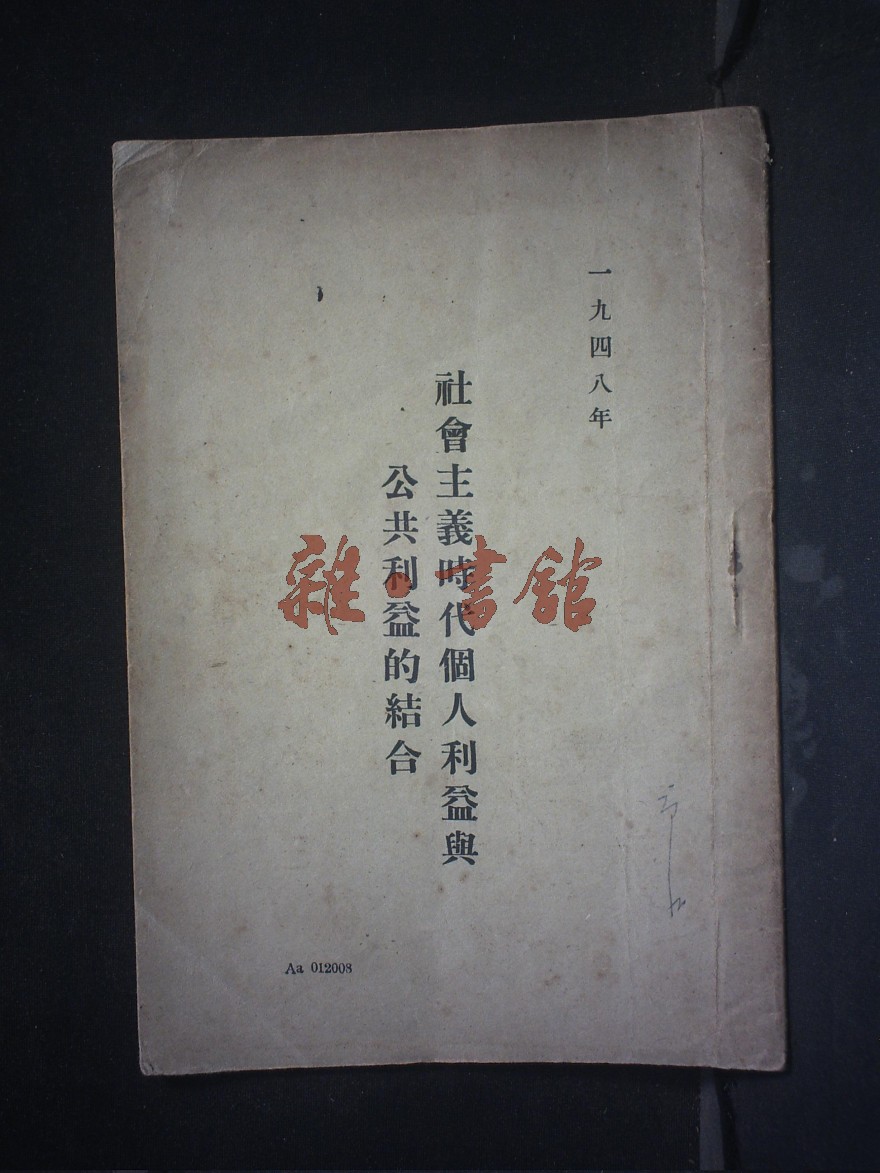 一九四八年
社會主義時代個人利益與
公共利益的結合
雜·書館
Aa 012008